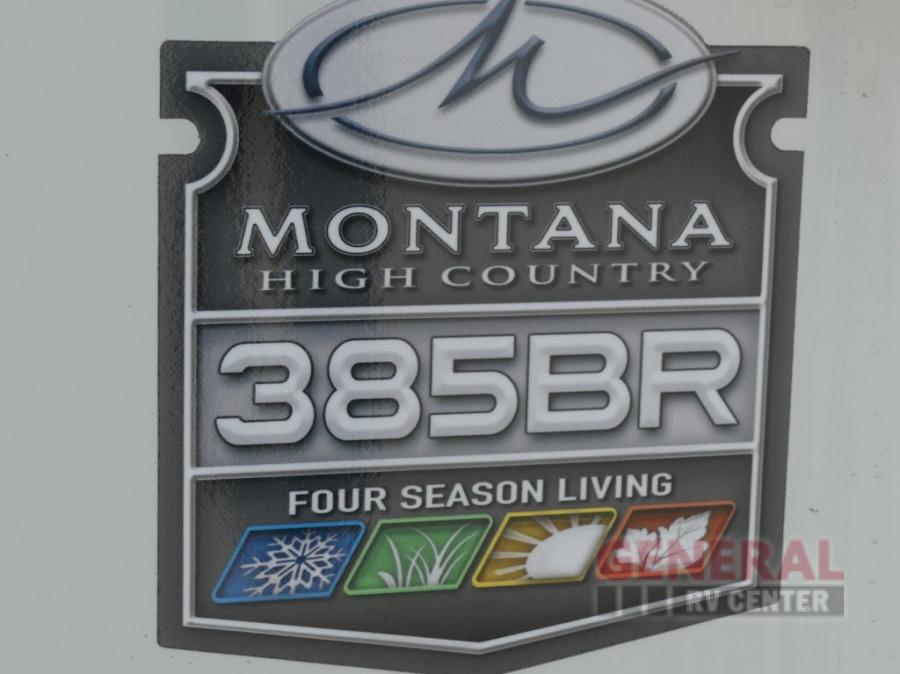 M
MONTANA
HIGH COUNTRY
385BR
FOUR SEASON LIVING
GENERAL
RV CENTER